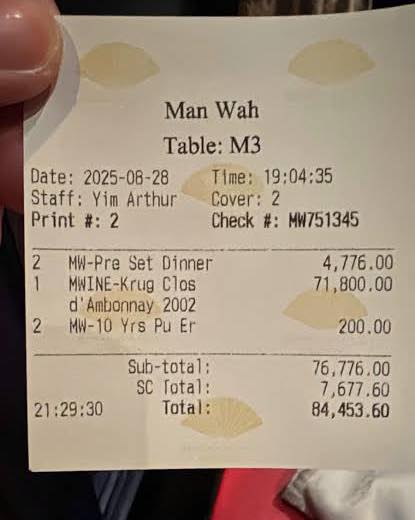 Man Wah
Table: M3
Date: 2025-08-28 Time: 19:04:35
Staff: Yim Arthur Cover: 2
Print #: 2 Check #: MW751345
2 MW-Pre Set Dinner 4,776.00
1 MWINE-Krug Clos 71,800.00
d'Ambonnay 2002
2 MW-10 Yrs Pu Er 200.00
Sub-total: 76,776.00
SC Total: 7,677.60
21:29:30 Total: 84,453.60